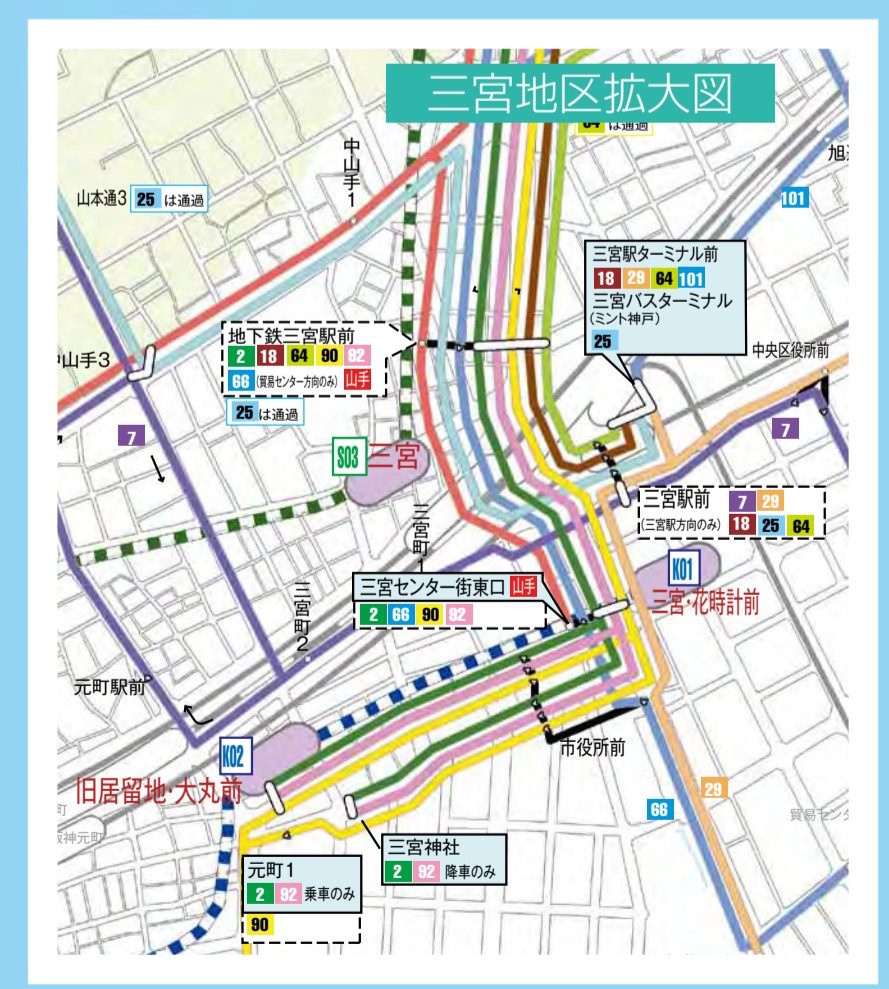 三宮地区拡大図
は通過
中山手1
山本通3 25 は通過
101
三宮駅ターミナル前
18 29 64 101
三宮バスターミナル
(ミント神戸)
25
地下鉄三宮駅前
2 18 64 90 92
66 (貿易センター方向のみ) 山手
25 は通過
中央区役所前
山手3
7
7
S03 三宮
三宮駅前 7 29
(三宮駅方向のみ) 18 25 64
三宮町1
K01
三宮・花時計前
三宮センター街東口 山手
2 66 90 92
三宮町2
元町駅前
市役所前
K02
旧居留地・大丸前
29
66
貿易セン
神元町
三宮神社
2 92 降車のみ
元町1
2 92 乗車のみ
90